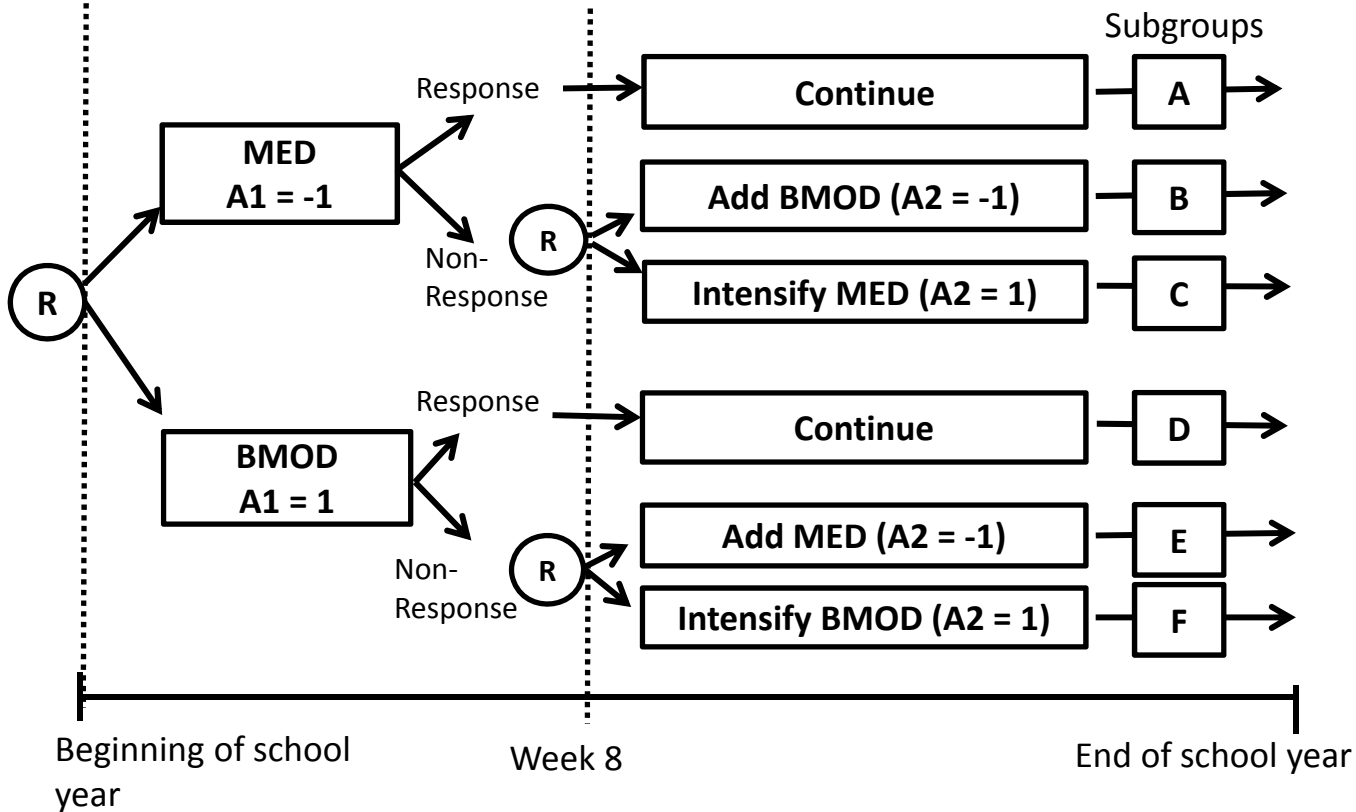 Subgroups
Response
Continue
A
MED
A1 = -1
Add BMOD (A2 = -1)
B
R
Non-
Response
Intensify MED (A2 = 1)
C
R
Response
Continue
D
BMOD
A1 = 1
Add MED (A2 = -1)
E
Non-
Response
R
Intensify BMOD (A2 = 1)
F
Beginning of school
year
Week 8
End of school year